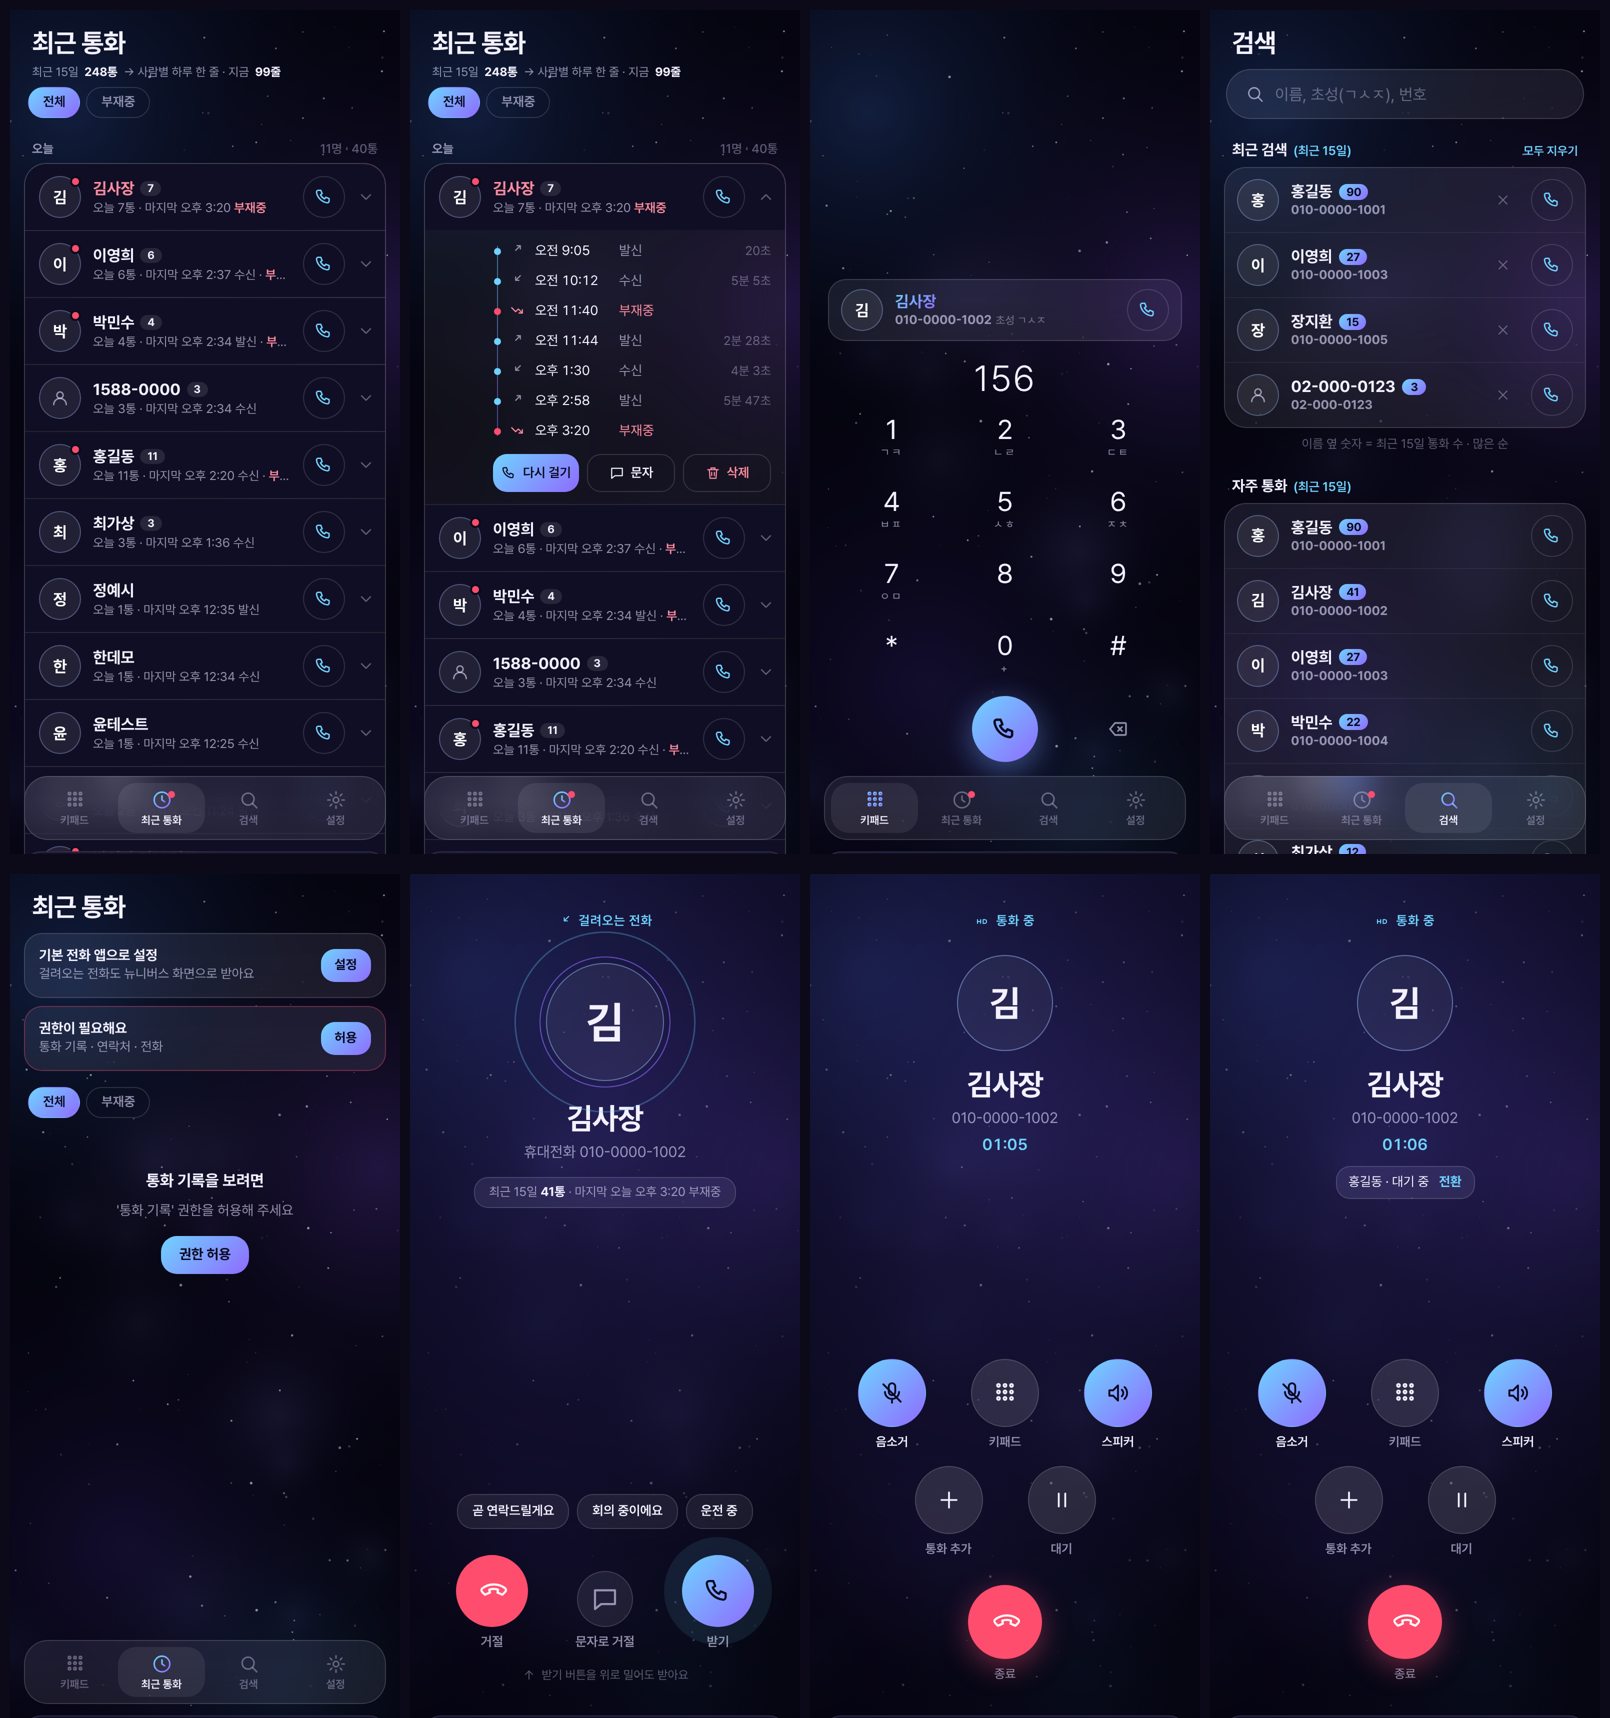 최근 통화
최근 15일 248통 → 사람별 하루 한 줄 · 지금 99줄
전체 부재중
오늘 11명 · 40통
김 김사장 7
오늘 7통 · 마지막 오후 3:20 부재중
이 이영희 6
오늘 6통 · 마지막 오후 2:37 수신 · 부...
박 박민수 4
오늘 4통 · 마지막 오후 2:34 발신 · 부...
1588-0000 3
오늘 3통 · 마지막 오후 2:34 수신
홍 홍길동 11
오늘 11통 · 마지막 오후 2:20 수신 · 부...
최 최가상 3
오늘 3통 · 마지막 오후 1:36 수신
정 정예시
오늘 1통 · 마지막 오후 12:35 발신
한 한데모
오늘 1통 · 마지막 오후 12:34 수신
윤 윤테스트
오늘 1통 · 마지막 오후 12:25 수신
키패드 최근 통화 검색 설정
최근 통화
최근 15일 248통 → 사람별 하루 한 줄 · 지금 99줄
전체 부재중
오늘 11명 · 40통
김 김사장 7
오늘 7통 · 마지막 오후 3:20 부재중
오전 9:05 발신 20초
오전 10:12 수신 5분 5초
오전 11:40 부재중
오전 11:44 발신 2분 28초
오후 1:30 수신 4분 3초
오후 2:58 발신 5분 47초
오후 3:20 부재중
다시 걸기 문자 삭제
이 이영희 6
오늘 6통 · 마지막 오후 2:37 수신 · 부...
박 박민수 4
오늘 4통 · 마지막 오후 2:34 발신 · 부...
1588-0000 3
오늘 3통 · 마지막 오후 2:34 수신
홍 홍길동 11
오늘 11통 · 마지막 오후 2:20 수신 · 부...
키패드 최근 통화 검색 설정
김 김사장
010-0000-1002 초성 ㄱㅅㅈ
156
1 2 3
ㄱㅋ ㄴㄹ ㄷㅌ
4 5 6
ㅂㅍ ㅅㅎ ㅈㅊ
7 8 9
ㅇㅁ
* 0 #
+
키패드 최근 통화 검색 설정
검색
이름, 초성(ㄱㅅㅈ), 번호
최근 검색 (최근 15일) 모두 지우기
홍 홍길동 90
010-0000-1001
이 이영희 27
010-0000-1003
장 장지환 15
010-0000-1005
02-000-0123 3
02-000-0123
이름 옆 숫자 = 최근 15일 통화 수 · 많은 순
자주 통화 (최근 15일)
홍 홍길동 90
010-0000-1001
김 김사장 41
010-0000-1002
이 이영희 27
010-0000-1003
박 박민수 22
010-0000-1004
키패드 최근 통화 검색 설정
최가상 12
최근 통화
기본 전화 앱으로 설정
걸려오는 전화도 뉴니버스 화면으로 받아요
설정
권한이 필요해요
통화 기록 · 연락처 · 전화
허용
전체 부재중
통화 기록을 보려면
'통화 기록' 권한을 허용해 주세요
권한 허용
키패드 최근 통화 검색 설정
걸려오는 전화
김
김사장
휴대전화 010-0000-1002
최근 15일 41통 · 마지막 오늘 오후 3:20 부재중
곧 연락드릴게요 회의 중이에요 운전 중
거절 문자로 거절 받기
↑ 받기 버튼을 위로 밀어도 받아요
HD 통화 중
김
김사장
010-0000-1002
01:05
음소거 키패드 스피커
통화 추가 대기
종료
HD 통화 중
김
김사장
010-0000-1002
01:06
홍길동 · 대기 중 전환
음소거 키패드 스피커
통화 추가 대기
종료